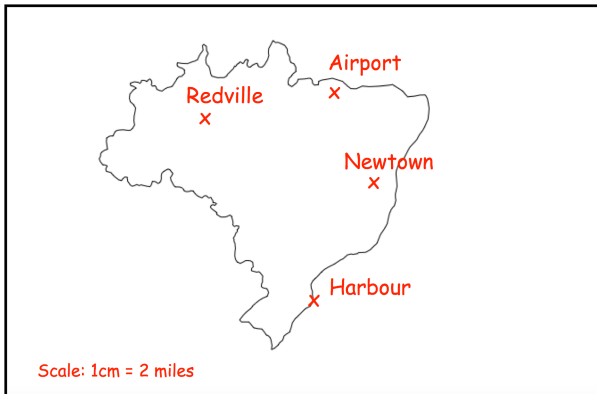 Airport
Redville
Newtown
Harbour
Scale: 1cm = 2 miles